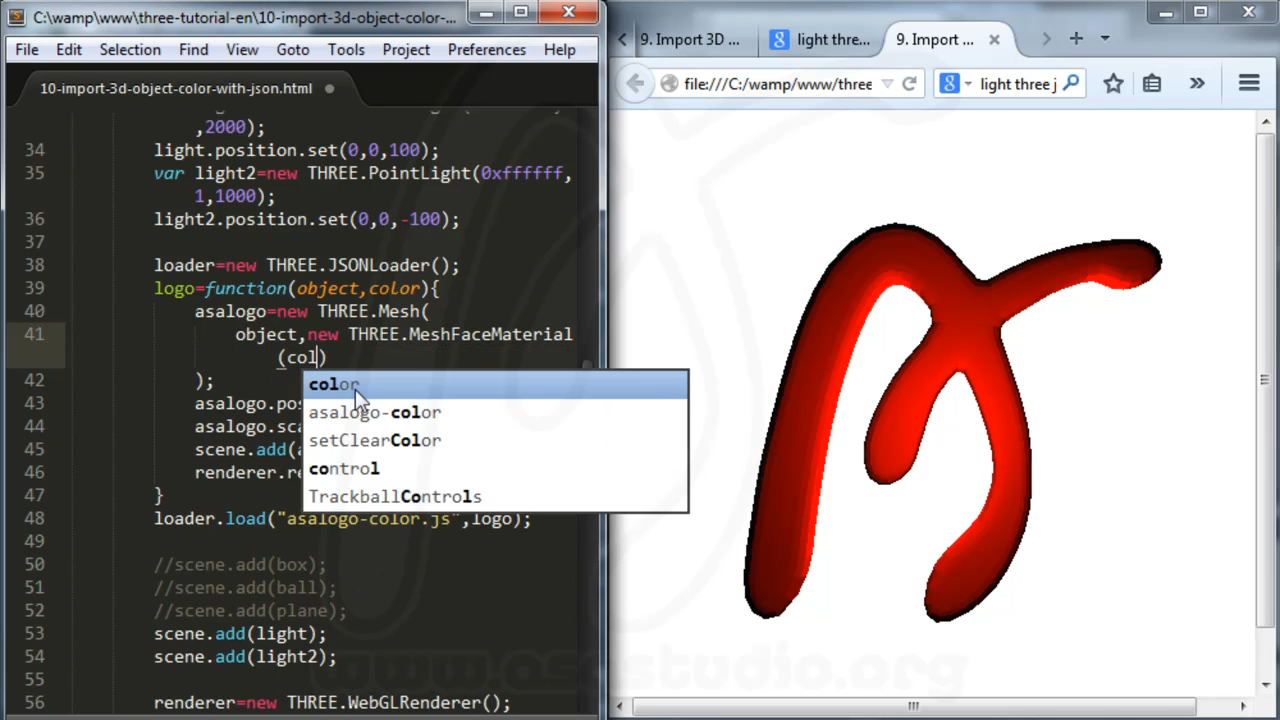 C:\wamp\www\three-tutorial-en\10-import-3d-object-color-...
File Edit Selection Find View Goto Tools Project Preferences Help
10-import-3d-object-color-with-json.html
,2000);
34 light.position.set(0,0,100);
35 var light2=new THREE.PointLight(0xffffff,
1,1000);
36 light2.position.set(0,0,-100);
37
38 loader=new THREE.JSONLoader();
39 logo=function(object,color){
40 asalogo=new THREE.Mesh(
41 object,new THREE.MeshFaceMaterial
(col)
42 );
43 asalogo.pos
44 asalogo.sca
45 scene.add(a
46 renderer.re
47 }
48 loader.load("asalogo-color.js",logo);
49
50 //scene.add(box);
51 //scene.add(ball);
52 //scene.add(plane);
53 scene.add(light);
54 scene.add(light2);
55
56 renderer=new THREE.WebGLRenderer();
color
asalogo-color
setClearColor
control
TrackballControls
9. Import 3D ...
light thre...
9. Import ...
file:///C:/wamp/www/three
light three j
www.asastudio.org